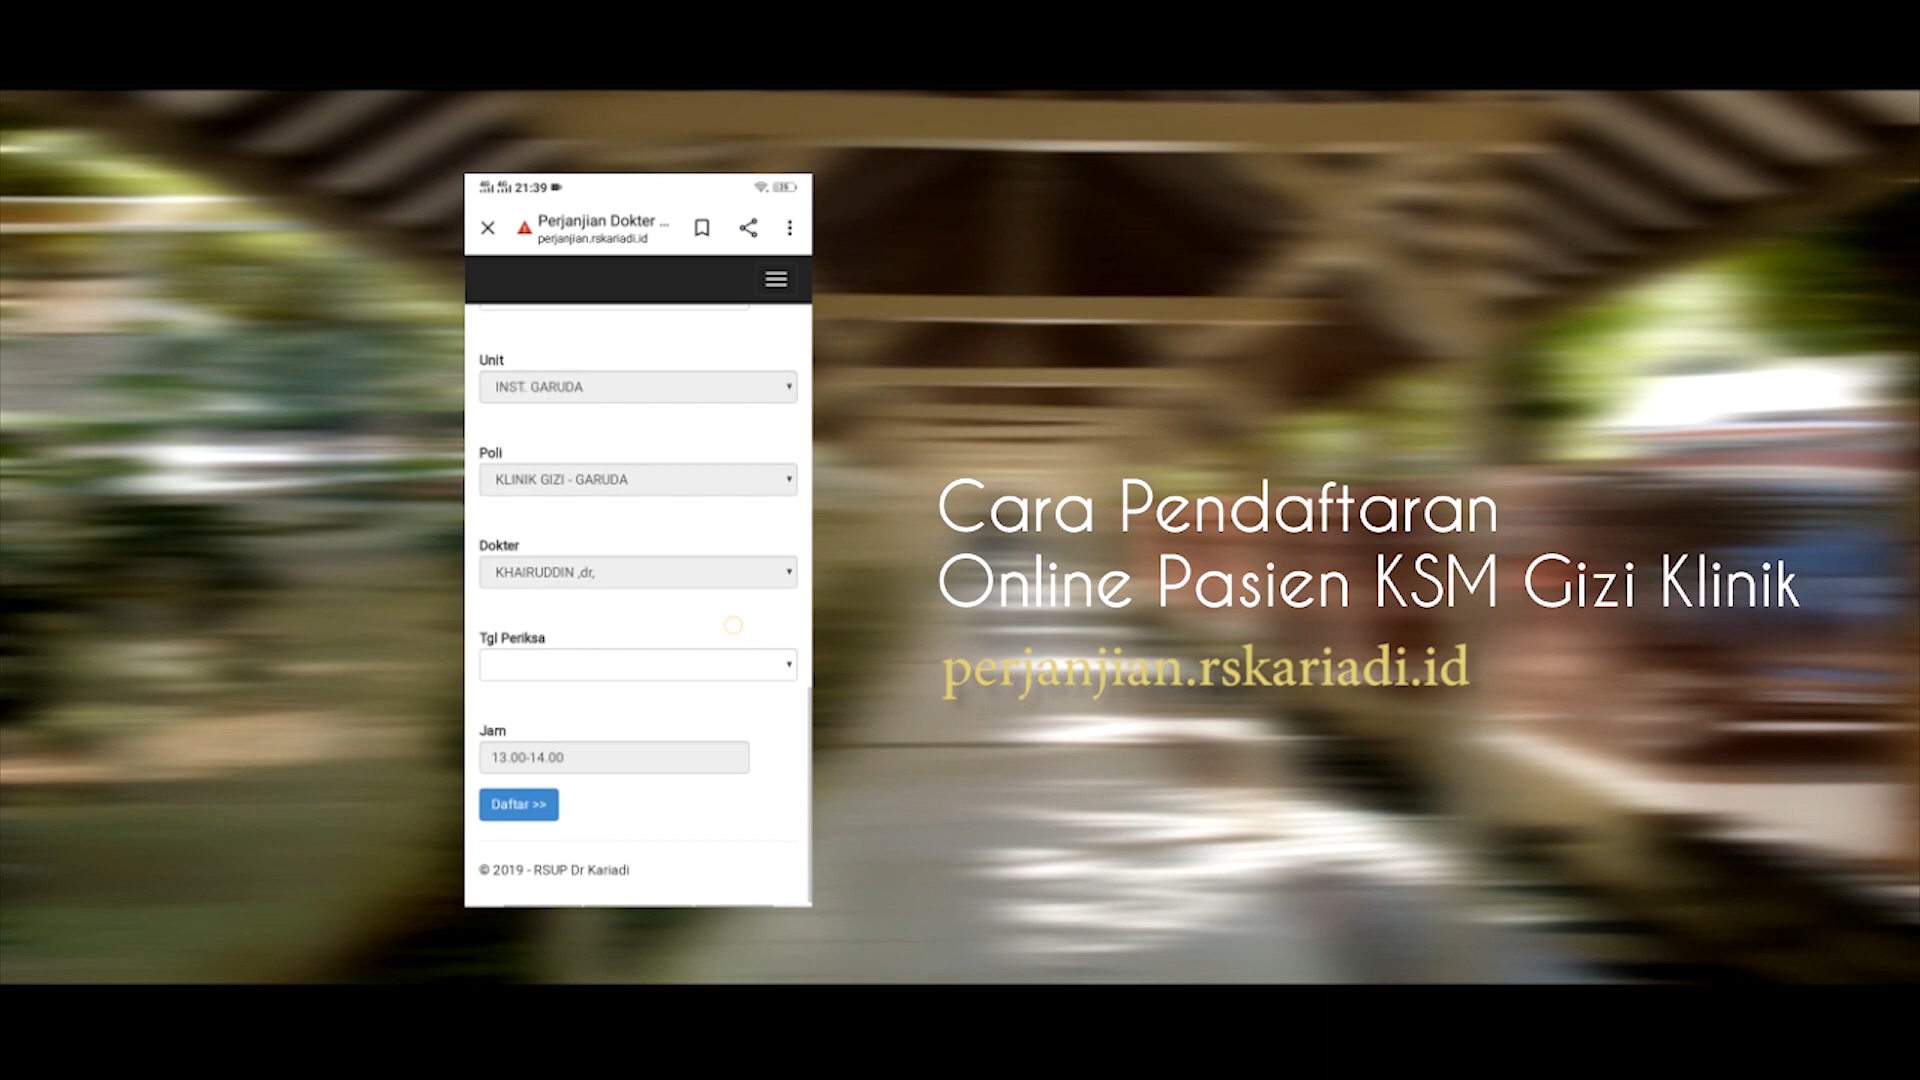 21:39
Perjanjian Dokter ...
perjanjian.rskariadi.id
Unit
INST. GARUDA
Poli
KLINIK GIZI - GARUDA
Dokter
KHAIRUDDIN ,dr,
Tgl Periksa
Jam
13.00-14.00
Daftar >>
© 2019 - RSUP Dr Kariadi
Cara Pendaftaran
Online Pasien KSM Gizi Klinik
perjanjian.rskariadi.id